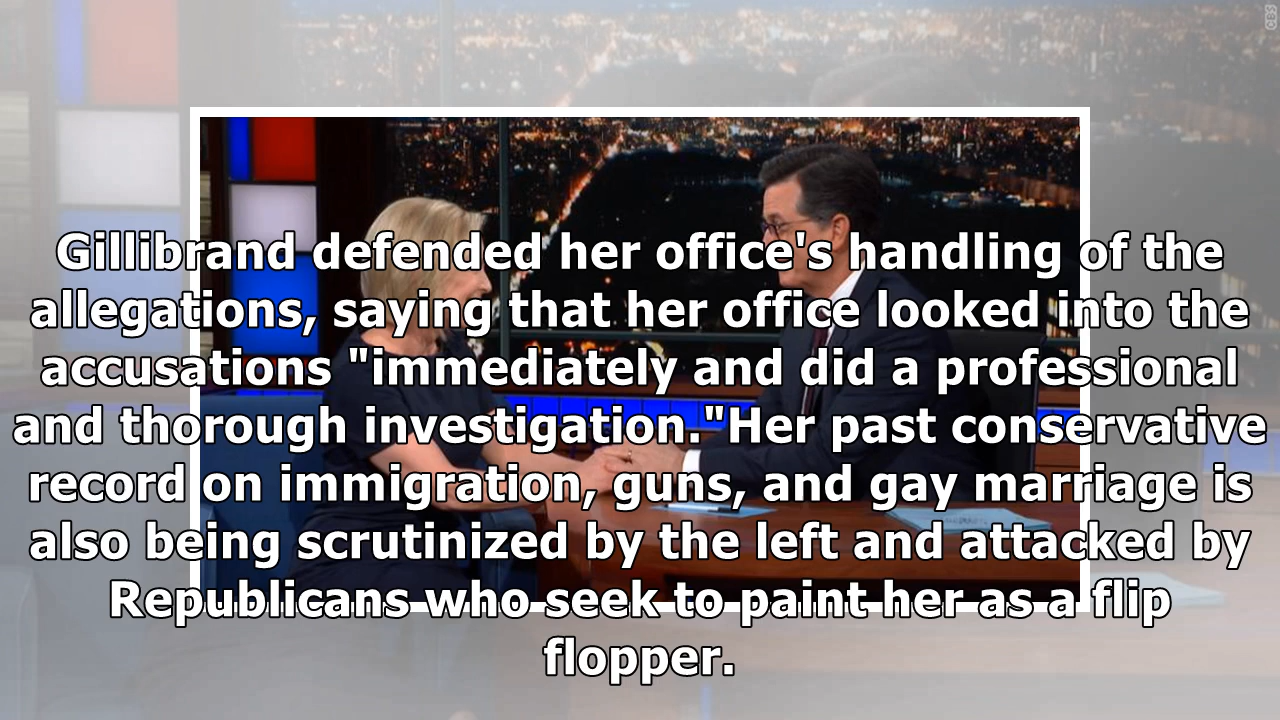 CBS
Gillibrand defended her office's handling of the
allegations, saying that her office looked into the
accusations "immediately and did a professional
and thorough investigation."Her past conservative
record on immigration, guns, and gay marriage is
also being scrutinized by the left and attacked by
Republicans who seek to paint her as a flip
flopper.